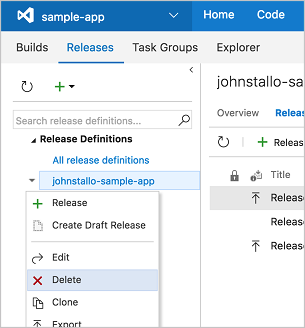 sample-app
Home
Code
Builds
Releases
Task Groups
Explorer
johnstallo-sa
Search release definitions...
Release Definitions
All release definitions
johnstallo-sample-app
Release
Create Draft Release
Edit
Delete
Clone
Export
Overview
Relea
Releas
Title
Release
Release
Release